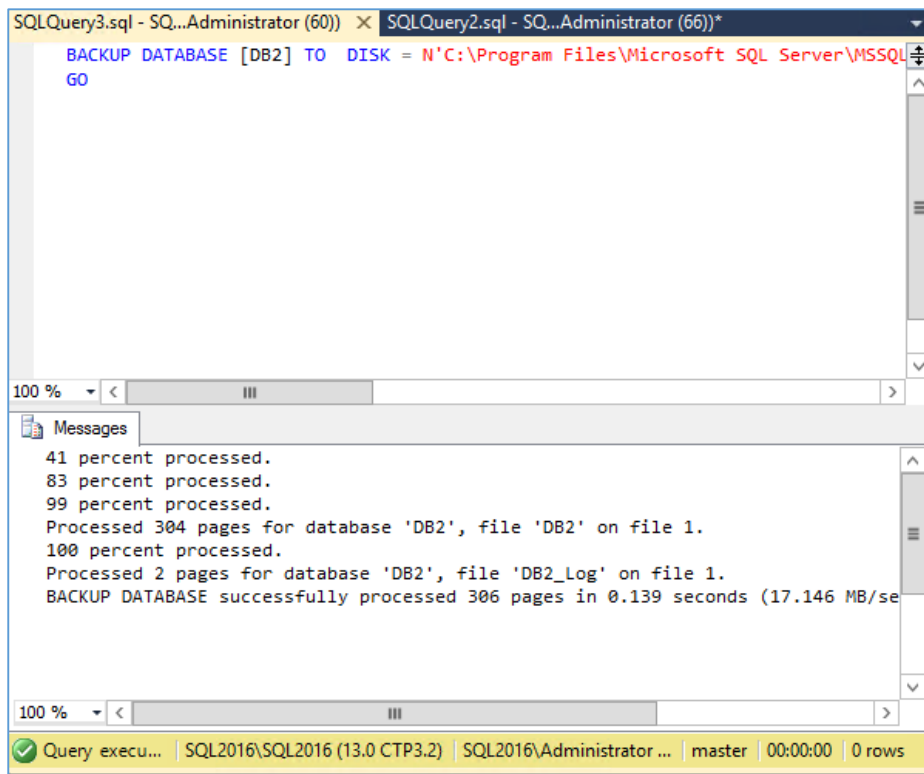 SQLQuery3.sql - SQ...Administrator (60)) SQLQuery2.sql - SQ...Administrator (66))*
BACKUP DATABASE [DB2] TO  DISK = N'C:\Program Files\Microsoft SQL Server\MSSQL
GO
100 %
Messages
41 percent processed.
83 percent processed.
99 percent processed.
Processed 304 pages for database 'DB2', file 'DB2' on file 1.
100 percent processed.
Processed 2 pages for database 'DB2', file 'DB2_Log' on file 1.
BACKUP DATABASE successfully processed 306 pages in 0.139 seconds (17.146 MB/se
100 %
Query execu... SQL2016\SQL2016 (13.0 CTP3.2) SQL2016\Administrator ... master 00:00:00 0 rows